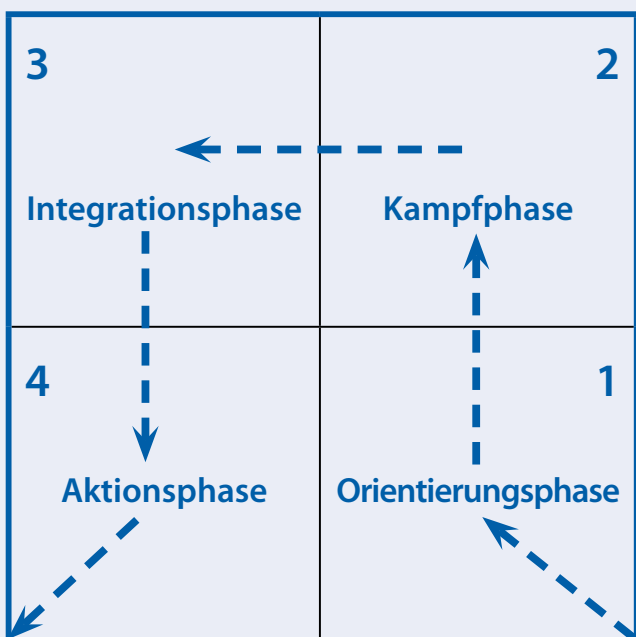 3
2
Integrationsphase
Kampfphase
4
1
Aktionsphase
Orientierungsphase